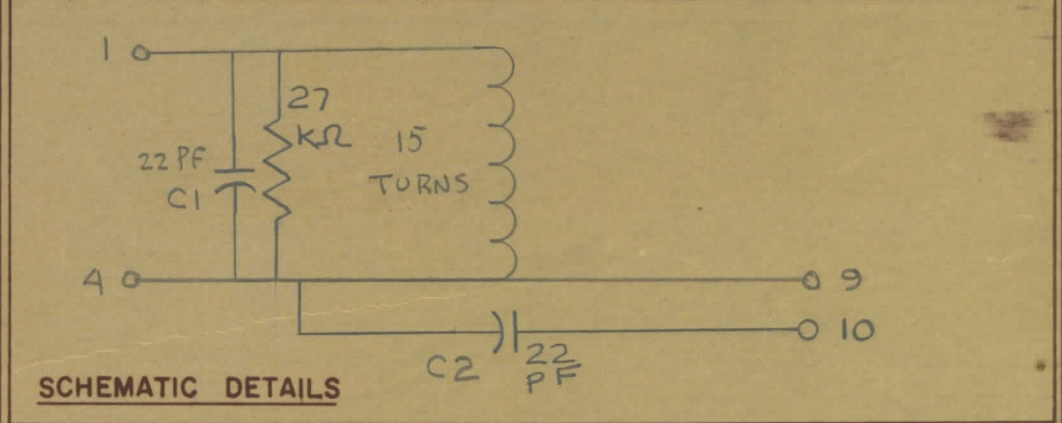 1
27
KΩ
22 PF
C1
15
TURNS
4
9
10
C2
22
PF
SCHEMATIC DETAILS